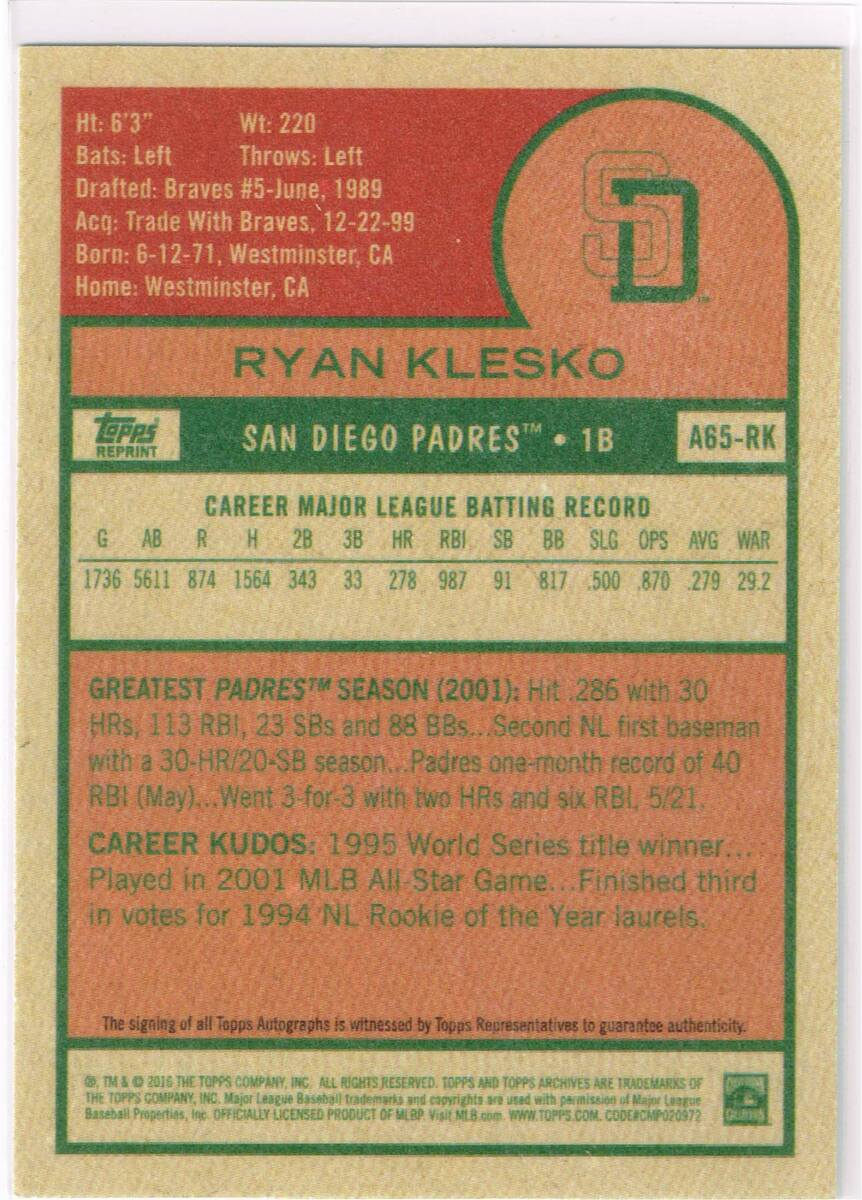 Ht: 6'3" Wt: 220
Bats: Left Throws: Left
Drafted: Braves #5-June, 1989
Acq: Trade With Braves, 12-22-99
Born: 6-12-71, Westminster, CA
Home: Westminster, CA
SD™
RYAN KLESKO
Topps
REPRINT
SAN DIEGO PADRES™ • 1B
A65-RK
CAREER MAJOR LEAGUE BATTING RECORD
G AB R H 2B 3B HR RBI SB BB SLG OPS AVG WAR
1736 5611 874 1564 343 33 278 987 91 817 .500 .870 .279 29.2
GREATEST PADRES™ SEASON (2001): Hit .286 with 30
HRs, 113 RBI, 23 SBs and 88 BBs...Second NL first baseman
with a 30-HR/20-SB season...Padres one-month record of 40
RBI (May)...Went 3-for-3 with two HRs and six RBI, 5/21.
CAREER KUDOS: 1995 World Series title winner...
Played in 2001 MLB All-Star Game...Finished third
in votes for 1994 NL Rookie of the Year laurels.
The signing of all Topps Autographs is witnessed by Topps Representatives to guarantee authenticity.
®, TM & © 2016 THE TOPPS COMPANY, INC. ALL RIGHTS RESERVED. TOPPS AND TOPPS ARCHIVES ARE TRADEMARKS OF
THE TOPPS COMPANY, INC. Major League Baseball trademarks and copyrights are used with permission of Major League
Baseball Properties, Inc. OFFICIALLY LICENSED PRODUCT OF MLBP Visit MLB.com. WWW.TOPPS.COM. CODE#CMP020972